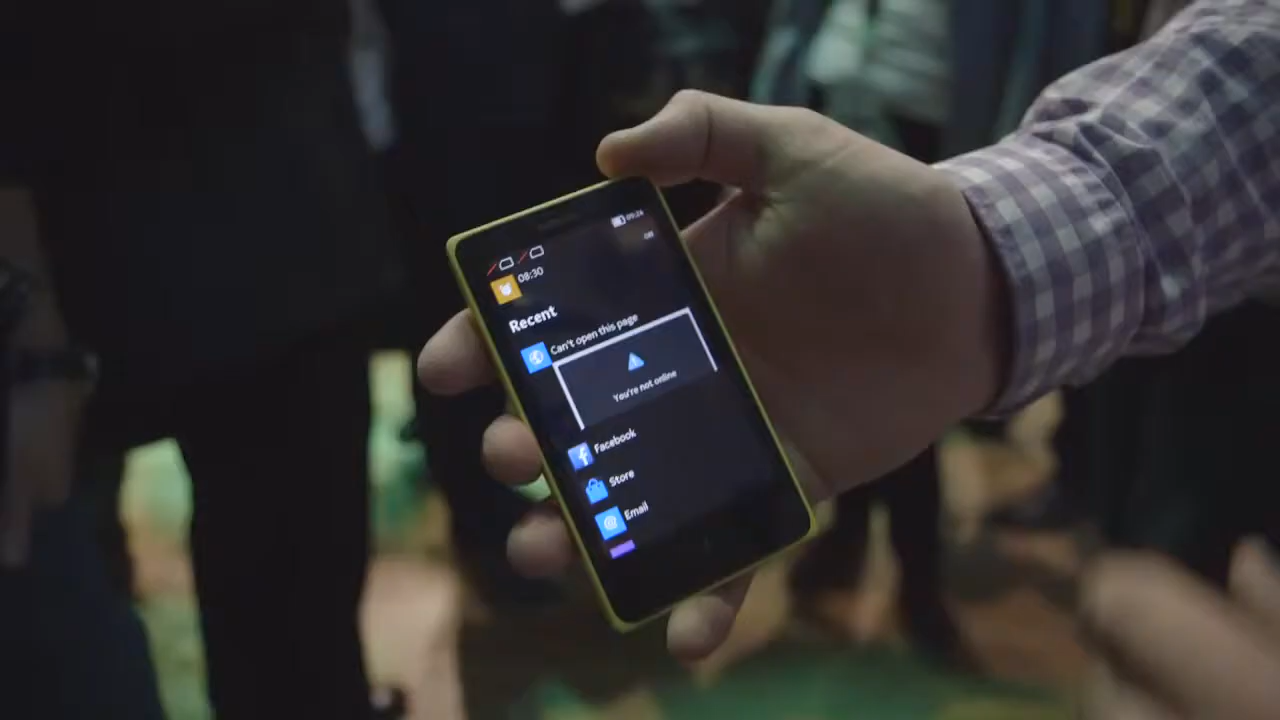 08:30
Recent
Can't open this page
You're not online
Facebook
Store
Email